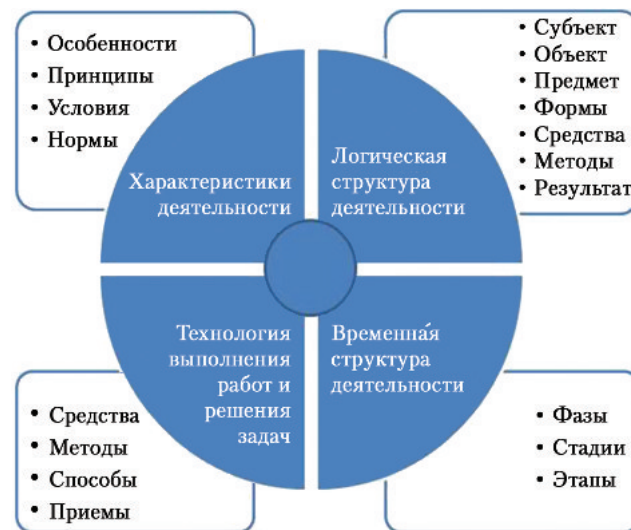 • Особенности
• Принципы
• Условия
• Нормы
• Субъект
• Объект
• Предмет
• Формы
• Средства
• Методы
• Результат
Характеристики
деятельности
Логическая
структура
деятельности
Технология
выполнения
работ и
решения
задач
Временна́я
структура
деятельности
• Средства
• Методы
• Способы
• Приемы
• Фазы
• Стадии
• Этапы